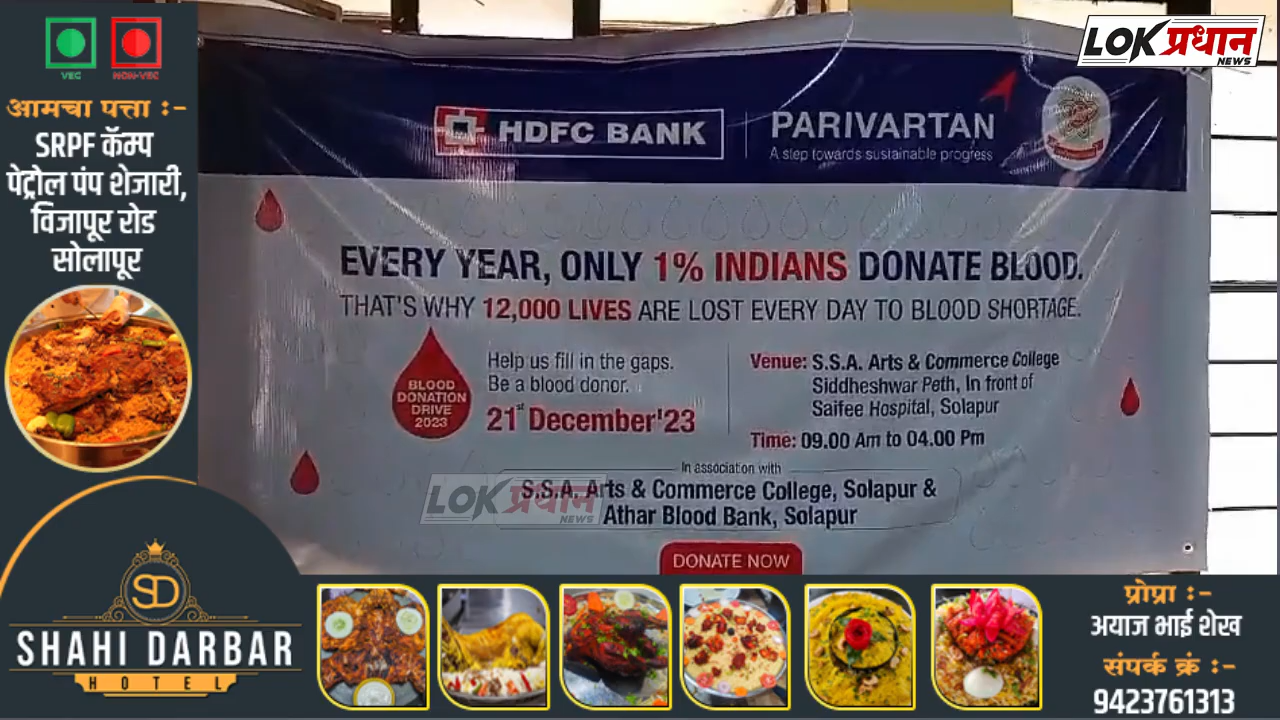 VEG
NON-VEG
आमचा पत्ता :-
SRPF कॅम्प
पेट्रोल पंप शेजारी,
विजापूर रोड
सोलापूर
LOK प्रधान
NEWS
HDFC BANK
PARIVARTAN
A step towards sustainable progress
EVERY YEAR, ONLY 1% INDIANS DONATE BLOOD.
THAT'S WHY 12,000 LIVES ARE LOST EVERY DAY TO BLOOD SHORTAGE.
BLOOD
DONATION
DRIVE
2023
Help us fill in the gaps.
Be a blood donor.
21st December'23
Venue: S.S.A. Arts & Commerce College
Siddheshwar Peth, In front of
Saifee Hospital, Solapur
Time: 09.00 Am to 04.00 Pm
In association with
S.S.A. Arts & Commerce College, Solapur &
Athar Blood Bank, Solapur
LOK प्रधान
NEWS
DONATE NOW
SD
SHAHI DARBAR
HOTEL
प्रोप्रा :-
अयाज भाई शेख
संपर्क क्रं :-
9423761313